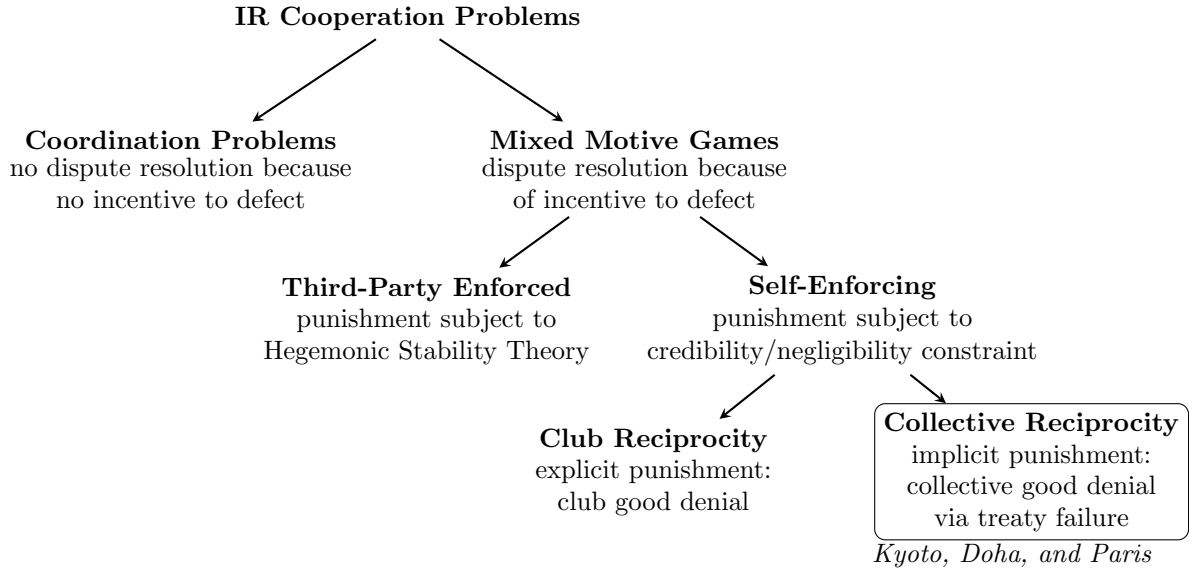 IR Cooperation Problems
Coordination Problems
no dispute resolution because
no incentive to defect
Mixed Motive Games
dispute resolution because
of incentive to defect
Third-Party Enforced
punishment subject to
Hegemonic Stability Theory
Self-Enforcing
punishment subject to
credibility/negligibility constraint
Club Reciprocity
explicit punishment:
club good denial
Collective Reciprocity
implicit punishment:
collective good denial
via treaty failure
Kyoto, Doha, and Paris